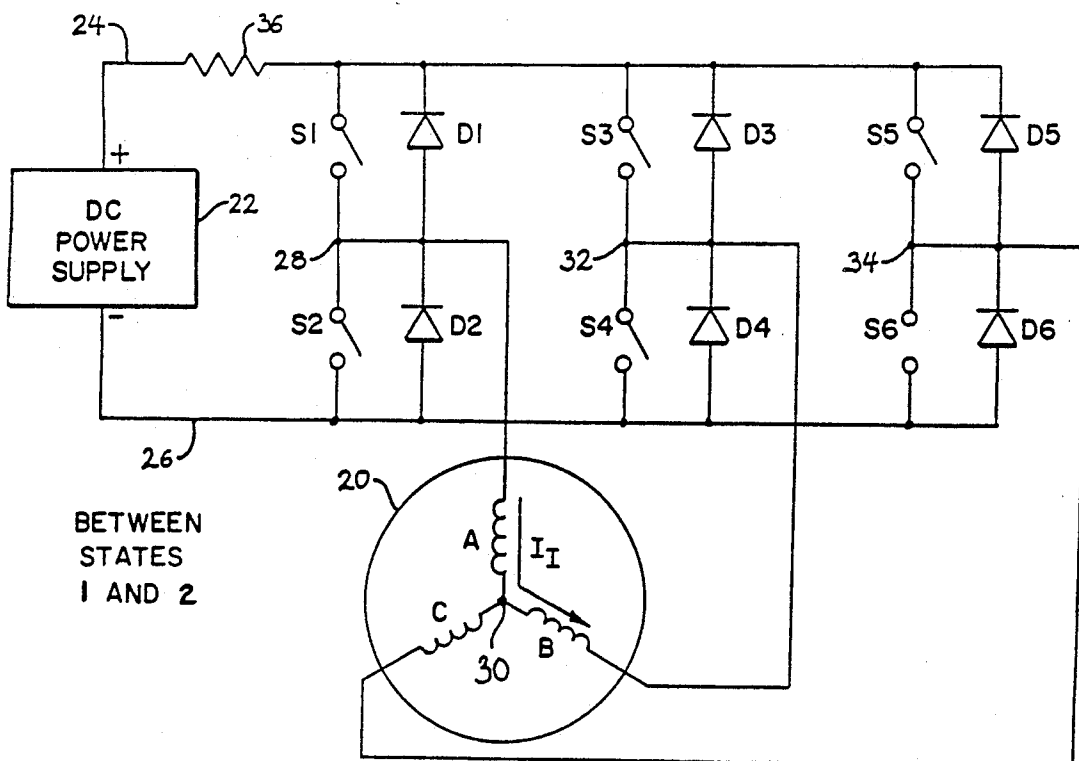 24
36
S1
D1
S3
D3
S5
D5
+
DC
POWER
SUPPLY
22
28
32
34
-
S2
D2
S4
D4
S6
D6
26
20
BETWEEN
STATES
1 AND 2
A
II
C
B
30